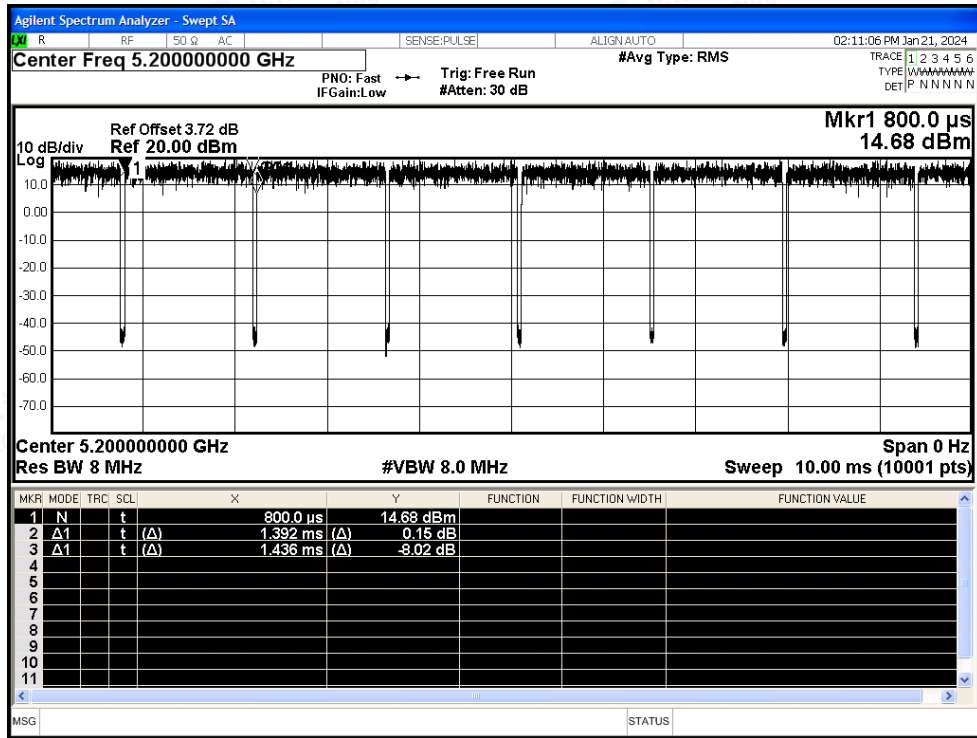 Agilent Spectrum Analyzer - Swept SA
LXI R RF 50 Ω AC SENSE:PULSE ALIGN AUTO 02:11:06 PM Jan 21, 2024
Center Freq 5.200000000 GHz #Avg Type: RMS TRACE 1 2 3 4 5 6
PNO: Fast Trig: Free Run TYPE WWWWWW
IFGain:Low #Atten: 30 dB DET P N N N N N
Mkr1 800.0 µs
Ref Offset 3.72 dB
10 dB/div Ref 20.00 dBm 14.68 dBm
Log
1
10.0
0.00
-10.0
-20.0
-30.0
-40.0
-50.0
-60.0
-70.0
Center 5.200000000 GHz Span 0 Hz
Res BW 8 MHz #VBW 8.0 MHz Sweep 10.00 ms (10001 pts)
MKR MODE TRC SCL X Y FUNCTION FUNCTION WIDTH FUNCTION VALUE
1 N t 800.0 µs 14.68 dBm
2 Δ1 t (Δ) 1.392 ms (Δ) 0.15 dB
3 Δ1 t (Δ) 1.436 ms (Δ) -8.02 dB
4
5
6
7
8
9
10
11
MSG STATUS